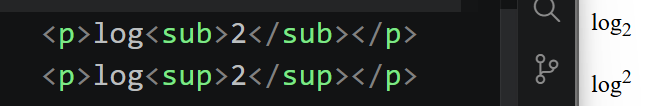 <p>log<sub>2</sub></p>
<p>log<sup>2</sup></p>
log₂
log²